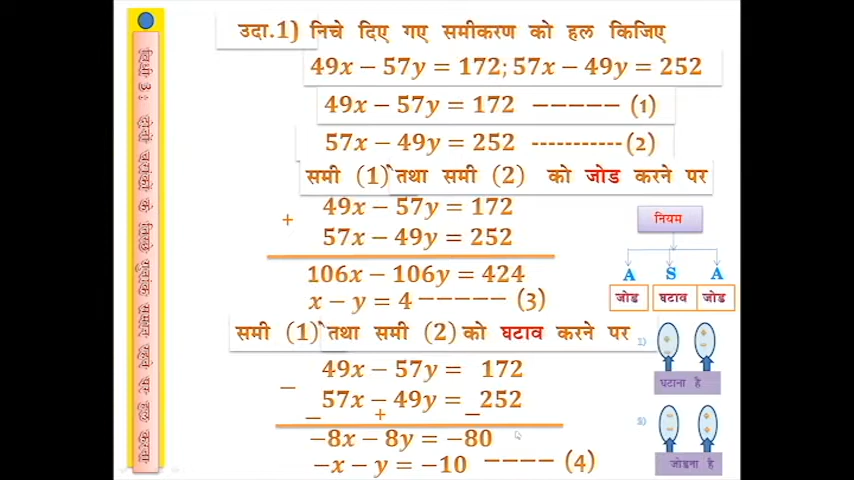 उदा.1) निचे दिए गए समीकरण को हल किजिए
49x − 57y = 172; 57x − 49y = 252
49x − 57y = 172 −−−−− (1)
57x − 49y = 252 ----------- (2)
समी (1) तथा समी (2) को जोड करने पर
+ 49x − 57y = 172
57x − 49y = 252
106x − 106y = 424
x − y = 4 −−−−− (3)
समी (1) तथा समी (2) को घटाव करने पर
− 49x − 57y = 172
57x − 49y = 252
− + −
−8x − 8y = −80
−x − y = −10 −−−− (4)
नियम
A S A
जोड घटाव जोड
1)
+ − − +
घटाना है
2)
− − + +
जोडना है